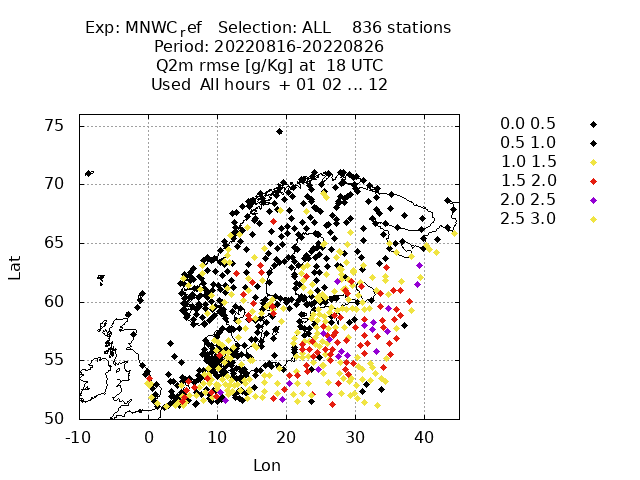 Exp: MNWC_ref   Selection: ALL    836 stations
Period: 20220816-20220826
Q2m rmse [g/Kg] at  18 UTC
Used  All hours  + 01 02 ... 12
75
70
65
60
55
50
-10 0 10 20 30 40
Lat
Lon
0.0 0.5
0.5 1.0
1.0 1.5
1.5 2.0
2.0 2.5
2.5 3.0